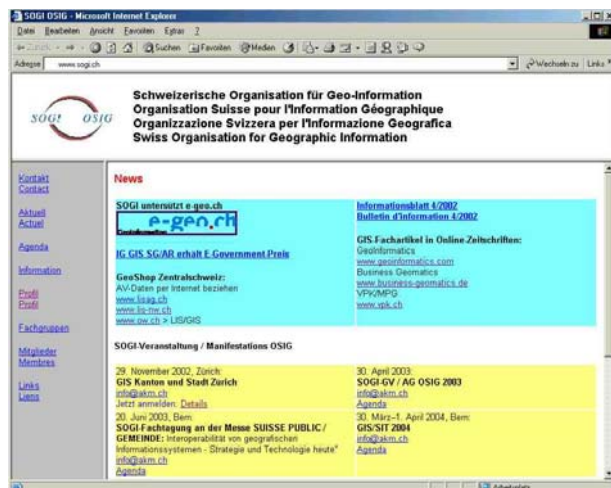 SOGI OSIG - Microsoft Internet Explorer
Datei Bearbeiten Ansicht Favoriten Extras ?
Zurück Suchen Favoriten Medien
Adresse www.sogi.ch Wechseln zu Links
SOGI OSIG
Schweizerische Organisation für Geo-Information
Organisation Suisse pour l'Information Géographique
Organizzazione Svizzera per l'Informazione Geografica
Swiss Organisation for Geographic Information
Kontakt
Contact
Aktuell
Actuel
Agenda
Information
Profil
Profil
Fachgruppen
Mitglieder
Membres
Links
Liens
News
SOGI untersützt e-geo.ch
e-geo.ch
Geoinformation
IG GIS SG/AR erhält E-Government Preis
GeoShop Zentralschweiz:
AV-Daten per Internet beziehen
www.lisag.ch
www.lis-nw.ch
www.ow.ch > LIS/GIS
Informationsblatt 4/2002
Bulletin d'information 4/2002
GIS-Fachartikel in Online-Zeitschriften:
GeoInformatics
www.geoinformatics.com
Business Geomatics
www.business-geomatics.de
VPK/MPG
www.vpk.ch
SOGI-Veranstaltung / Manifestations OSIG
29. November 2002, Zürich:
GIS Kanton und Stadt Zürich
info@akm.ch
Jetzt anmelden: Details
30. April 2003:
SOGI-GV / AG OSIG 2003
info@akm.ch
Agenda
20. Juni 2003, Bern:
SOGI-Fachtagung an der Messe SUISSE PUBLIC /
GEMEINDE: Interoperabilität von geografischen
Informationssystemen - Strategie und Technologie heute"
info@akm.ch
Agenda
30. März–1. April 2004, Bern:
GIS/SIT 2004
info@akm.ch
Agenda